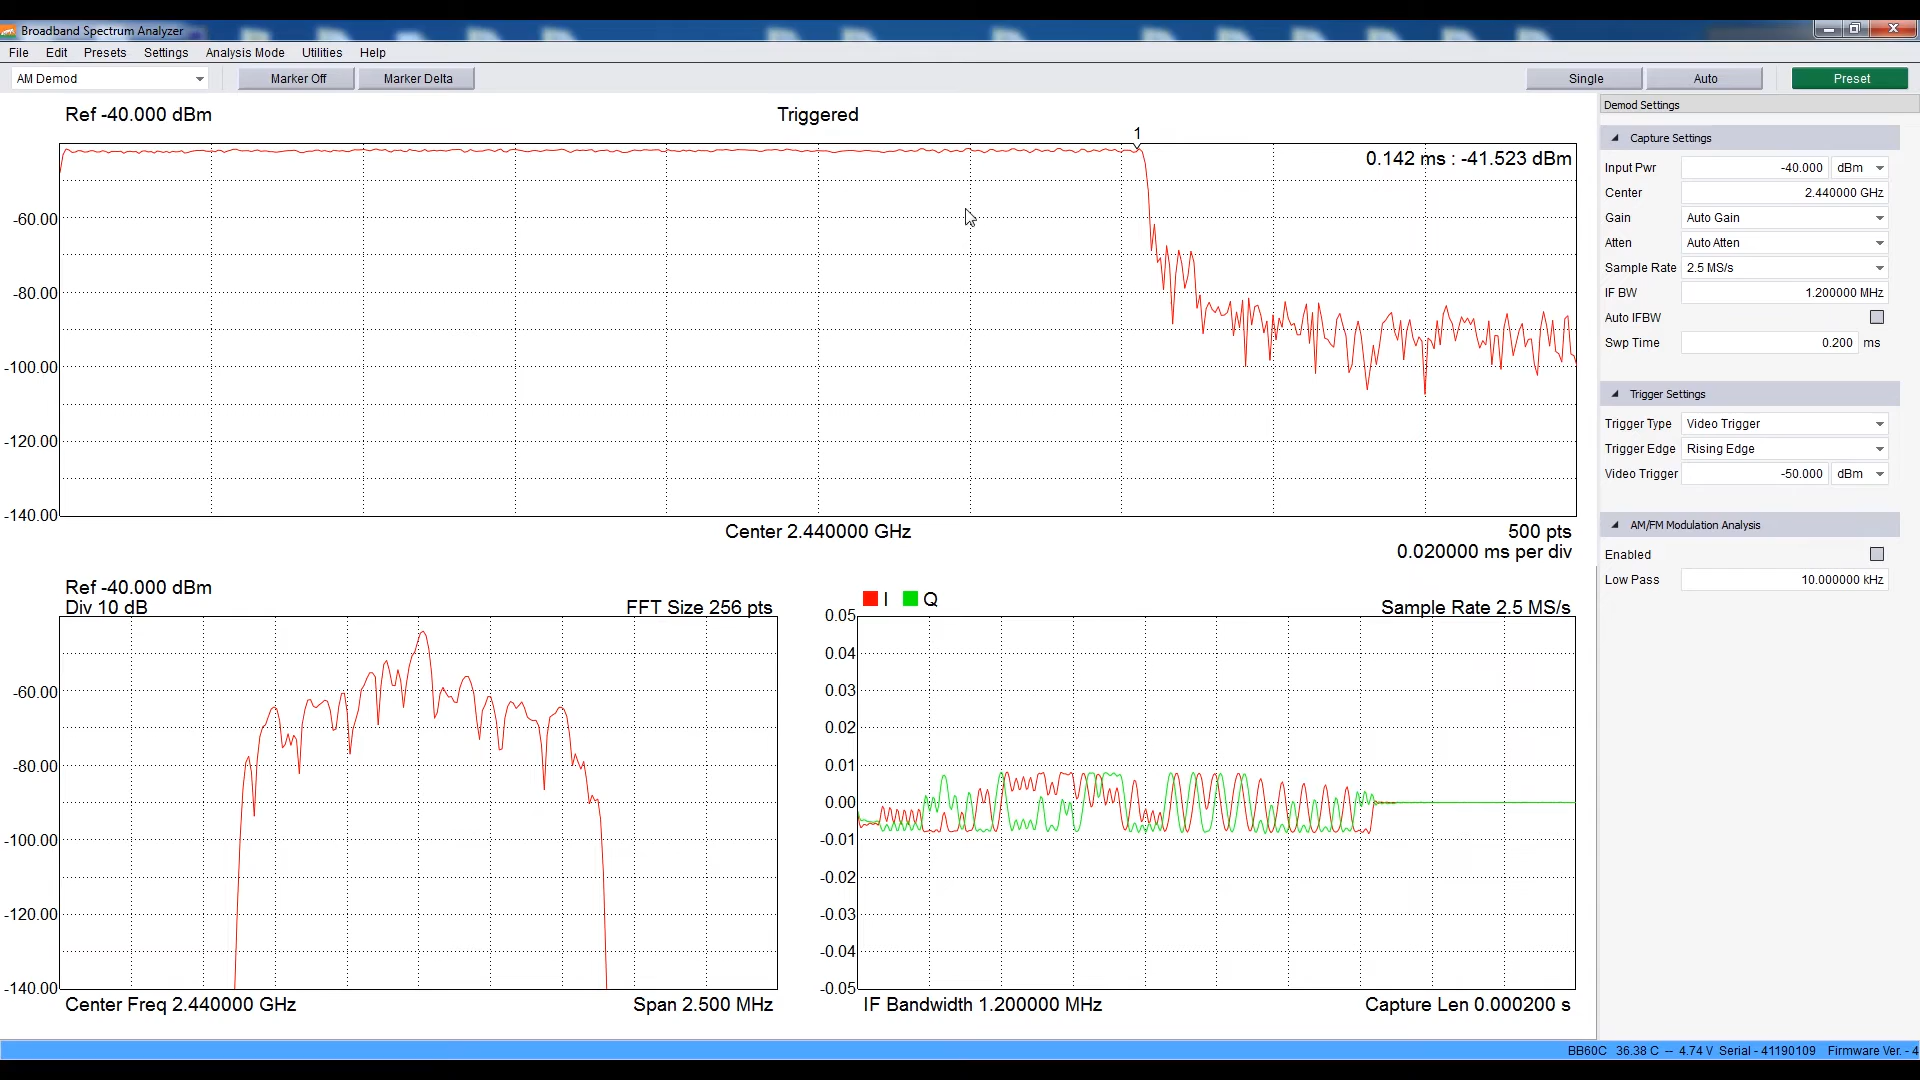 Broadband Spectrum Analyzer
File Edit Presets Settings Analysis Mode Utilities Help
AM Demod Marker Off Marker Delta Single Auto Preset
Ref -40.000 dBm
Triggered
1
0.142 ms : -41.523 dBm
-60.00
-80.00
-100.00
-120.00
-140.00
Center 2.440000 GHz
500 pts
0.020000 ms per div
Ref -40.000 dBm
Div 10 dB
FFT Size 256 pts
-60.00
-80.00
-100.00
-120.00
-140.00
Center Freq 2.440000 GHz
Span 2.500 MHz
I Q
Sample Rate 2.5 MS/s
0.05
0.04
0.03
0.02
0.01
0.00
-0.01
-0.02
-0.03
-0.04
-0.05
IF Bandwidth 1.200000 MHz
Capture Len 0.000200 s
Demod Settings
Capture Settings
Input Pwr -40.000 dBm
Center 2.440000 GHz
Gain Auto Gain
Atten Auto Atten
Sample Rate 2.5 MS/s
IF BW 1.200000 MHz
Auto IFBW
Swp Time 0.200 ms
Trigger Settings
Trigger Type Video Trigger
Trigger Edge Rising Edge
Video Trigger -50.000 dBm
AM/FM Modulation Analysis
Enabled
Low Pass 10.000000 kHz
BB60C 36.38 C -- 4.74 V Serial - 41190109 Firmware Ver. - 4